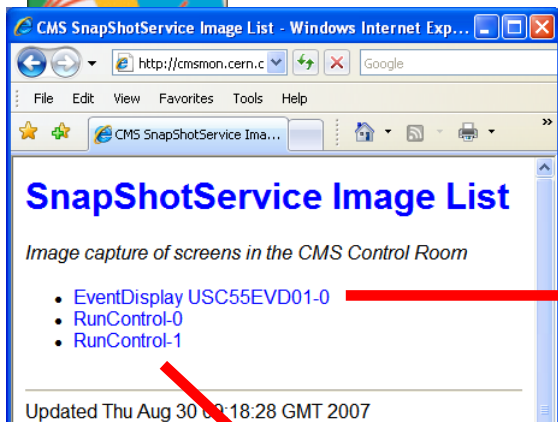 CMS SnapShotService Image List - Windows Internet Exp...
http://cmsmon.cern.c
Google
File Edit View Favorites Tools Help
CMS SnapShotService Ima...
»
SnapShotService Image List
Image capture of screens in the CMS Control Room
• EventDisplay USC55EVD01-0
• RunControl-0
• RunControl-1
Updated Thu Aug 30 :18:28 GMT 2007